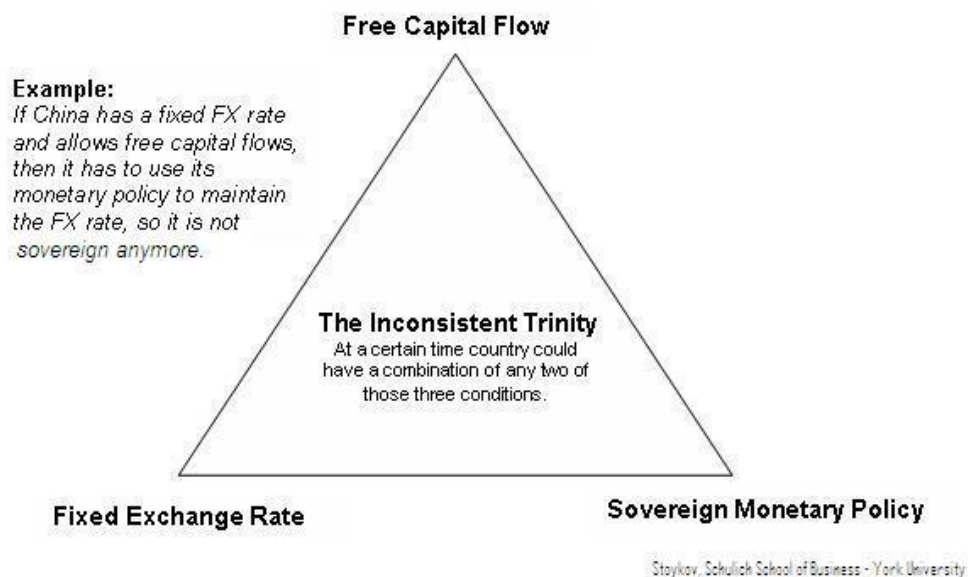 Free Capital Flow
Example:
If China has a fixed FX rate
and allows free capital flows,
then it has to use its
monetary policy to maintain
the FX rate, so it is not
sovereign anymore.
The Inconsistent Trinity
At a certain time country could
have a combination of any two of
those three conditions.
Fixed Exchange Rate
Sovereign Monetary Policy
Stoykov, Schulich School of Business - York University